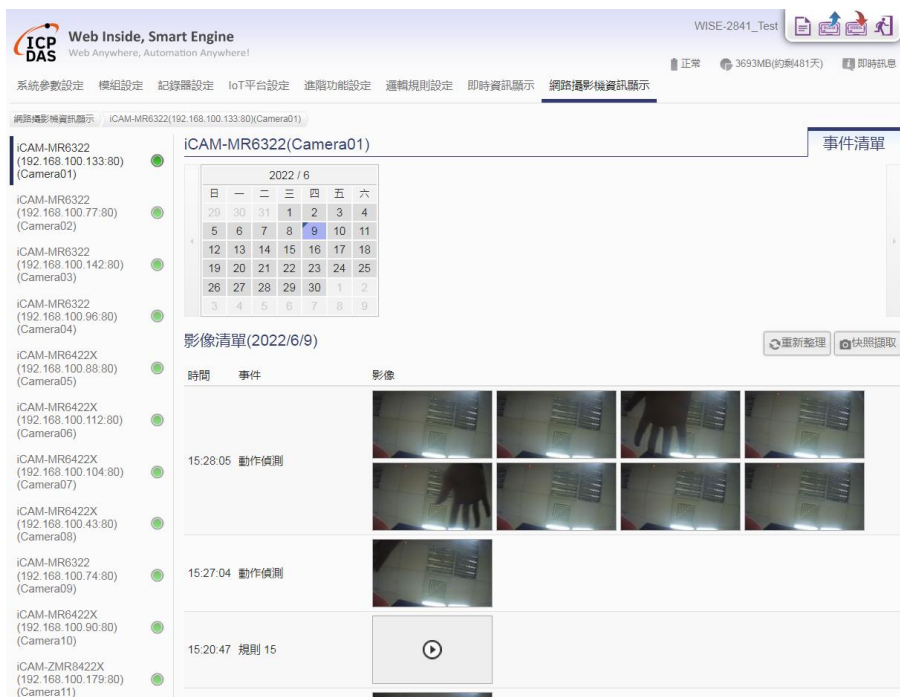 ICP DAS
Web Inside, Smart Engine
Web Anywhere, Automation Anywhere!
WISE-2841_Test
正常 3693MB(約剩481天) 即時訊息
系統參數設定 模組設定 記錄器設定 IoT平台設定 進階功能設定 邏輯規則設定 即時資訊顯示 網路攝影機資訊顯示
網路攝影機資訊顯示 iCAM-MR6322(192.168.100.133:80)(Camera01)
iCAM-MR6322
(192.168.100.133:80)
(Camera01)
iCAM-MR6322
(192.168.100.77:80)
(Camera02)
iCAM-MR6322
(192.168.100.142:80)
(Camera03)
iCAM-MR6322
(192.168.100.96:80)
(Camera04)
iCAM-MR6422X
(192.168.100.88:80)
(Camera05)
iCAM-MR6422X
(192.168.100.112:80)
(Camera06)
iCAM-MR6422X
(192.168.100.104:80)
(Camera07)
iCAM-MR6422X
(192.168.100.43:80)
(Camera08)
iCAM-MR6322
(192.168.100.74:80)
(Camera09)
iCAM-MR6422X
(192.168.100.90:80)
(Camera10)
iCAM-ZMR8422X
(192.168.100.179:80)
(Camera11)
iCAM-MR6322(Camera01)
事件清單
2022 / 6
日 一 二 三 四 五 六
29 30 31 1 2 3 4
5 6 7 8 9 10 11
12 13 14 15 16 17 18
19 20 21 22 23 24 25
26 27 28 29 30 1 2
3 4 5 6 7 8 9
影像清單(2022/6/9)
重新整理 快照擷取
時間 事件 影像
15:28:05 動作偵測
15:27:04 動作偵測
15:20:47 規則 15